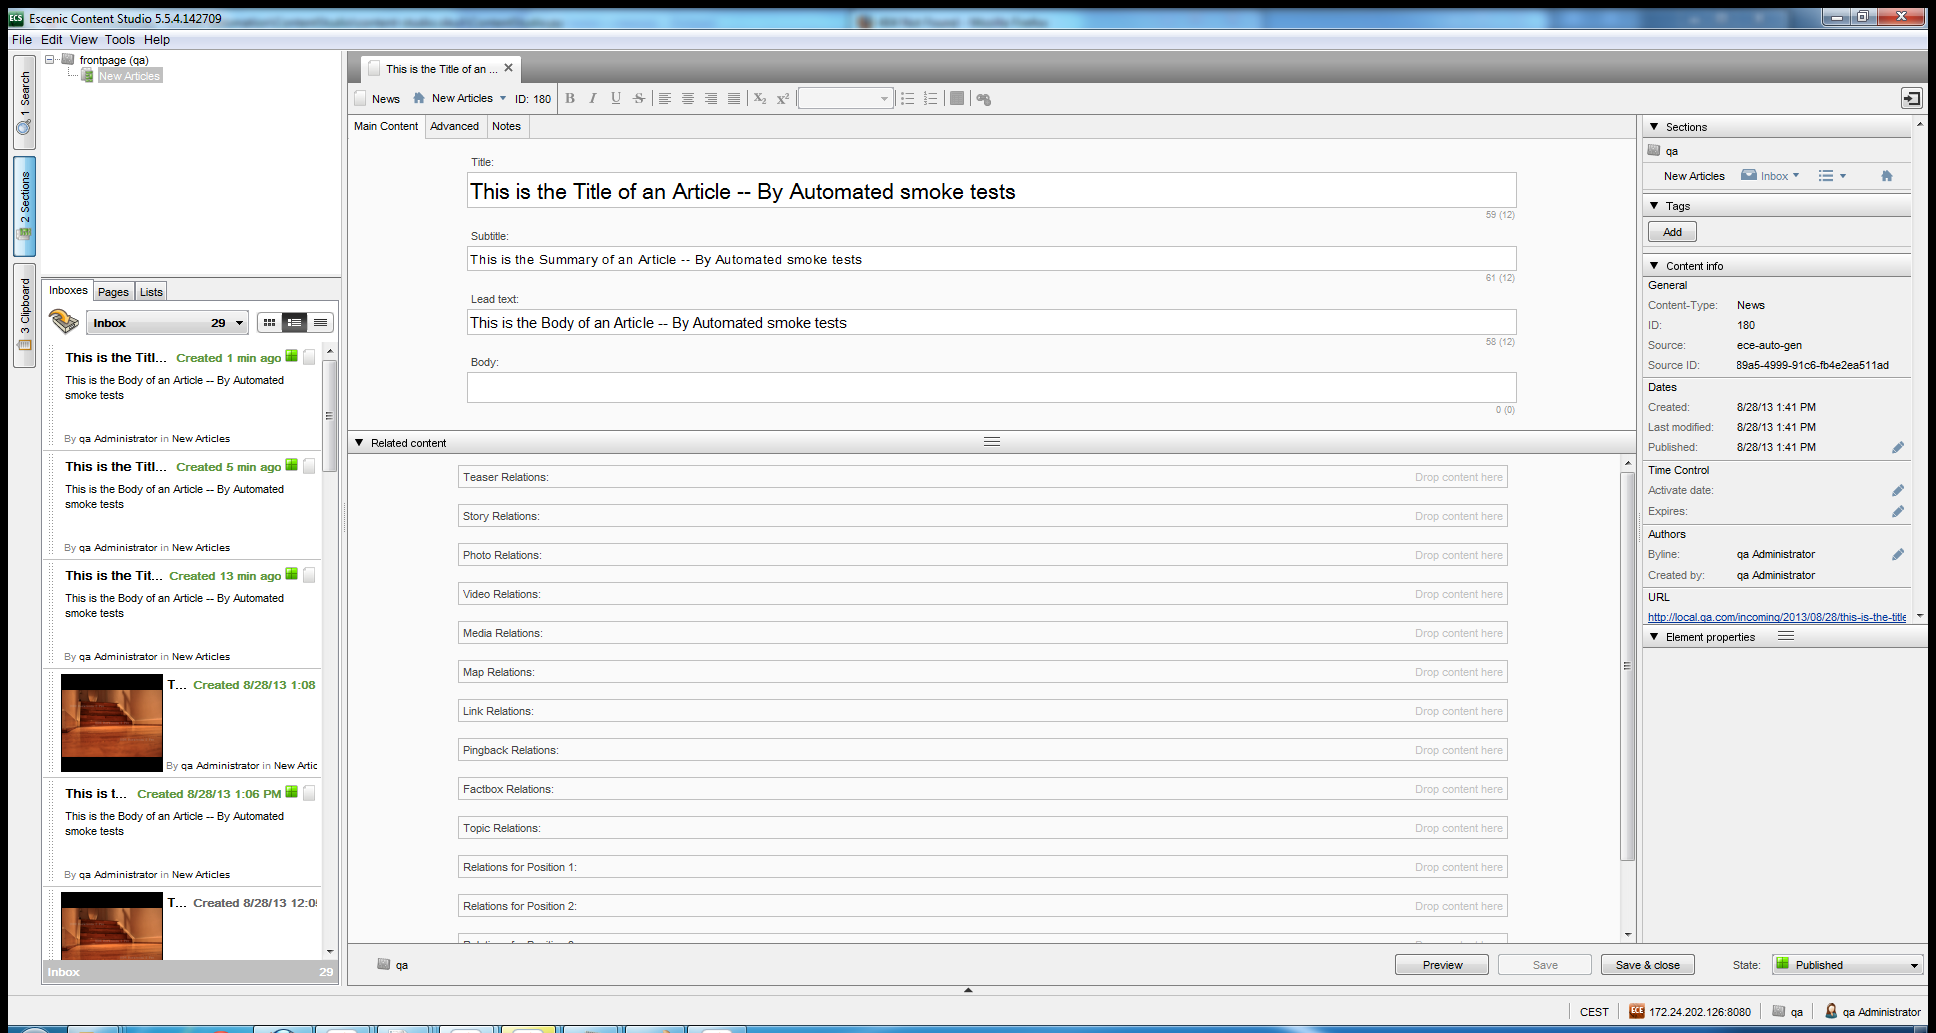 Escenic Content Studio 5.5.4.142709
File Edit View Tools Help
1 Search
2 Sections
3 Clipboard
frontpage (qa)
New Articles
Inboxes Pages Lists
Inbox 29
This is the Titl... Created 1 min ago
This is the Body of an Article -- By Automated
smoke tests
By qa Administrator in New Articles
This is the Titl... Created 5 min ago
This is the Body of an Article -- By Automated
smoke tests
By qa Administrator in New Articles
This is the Tit... Created 13 min ago
This is the Body of an Article -- By Automated
smoke tests
By qa Administrator in New Articles
T... Created 8/28/13 1:08
By qa Administrator in New Artic
This is t... Created 8/28/13 1:06 PM
This is the Body of an Article -- By Automated
smoke tests
By qa Administrator in New Articles
T... Created 8/28/13 12:0
Inbox 29
This is the Title of an ...
News New Articles ID: 180 B I U S X2 X2
Main Content Advanced Notes
Title:
This is the Title of an Article -- By Automated smoke tests
59 (12)
Subtitle:
This is the Summary of an Article -- By Automated smoke tests
61 (12)
Lead text:
This is the Body of an Article -- By Automated smoke tests
58 (12)
Body:
0 (0)
Related content
Teaser Relations: Drop content here
Story Relations: Drop content here
Photo Relations: Drop content here
Video Relations: Drop content here
Media Relations: Drop content here
Map Relations: Drop content here
Link Relations: Drop content here
Pingback Relations: Drop content here
Factbox Relations: Drop content here
Topic Relations: Drop content here
Relations for Position 1: Drop content here
Relations for Position 2: Drop content here
qa Preview Save Save & close State: Published
Sections
qa
New Articles Inbox
Tags
Add
Content info
General
Content-Type: News
ID: 180
Source: ece-auto-gen
Source ID: 89a5-4999-91c6-fb4e2ea511ad
Dates
Created: 8/28/13 1:41 PM
Last modified: 8/28/13 1:41 PM
Published: 8/28/13 1:41 PM
Time Control
Activate date:
Expires:
Authors
Byline: qa Administrator
Created by: qa Administrator
URL
http://local.qa.com/incoming/2013/08/28/this-is-the-title
Element properties
CEST ECE 172.24.202.126:8080 qa qa Administrator